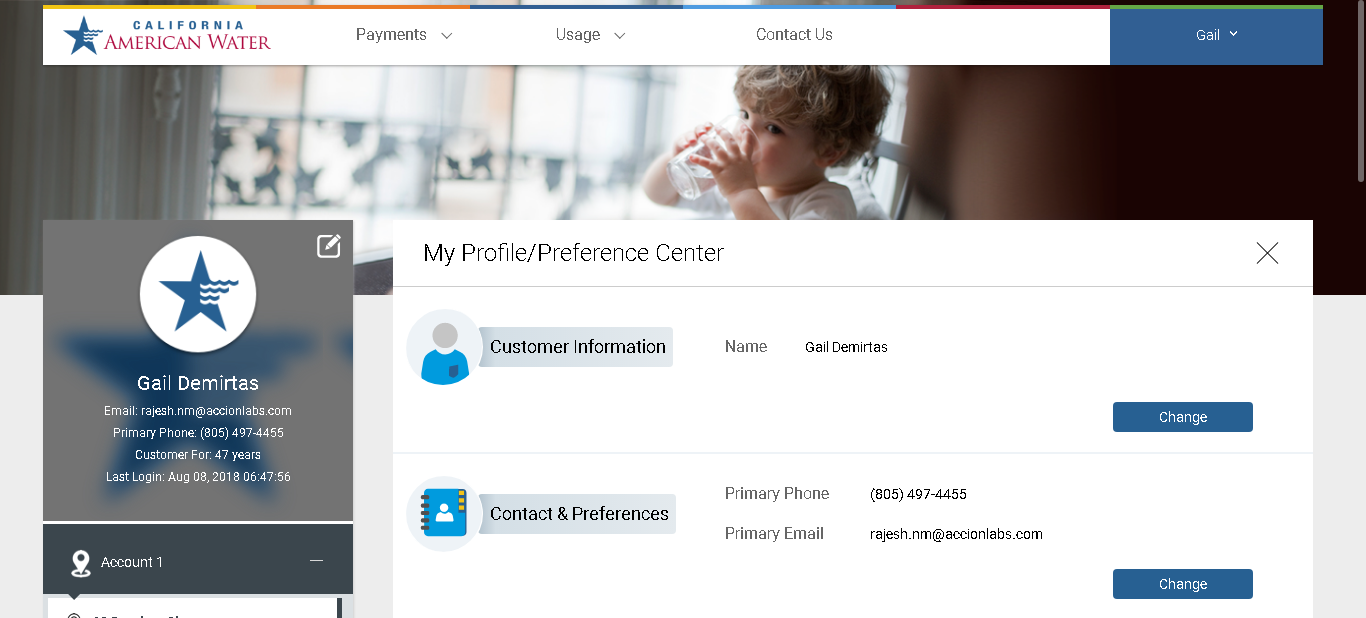 CALIFORNIA
AMERICAN WATER
Payments
Usage
Contact Us
Gail
My Profile/Preference Center
Customer Information
Name
Gail Demirtas
Change
Contact & Preferences
Primary Phone
(805) 497-4455
Primary Email
rajesh.nm@accionlabs.com
Change
Gail Demirtas
Email: rajesh.nm@accionlabs.com
Primary Phone: (805) 497-4455
Customer For: 47 years
Last Login: Aug 08, 2018 06:47:56
Account 1